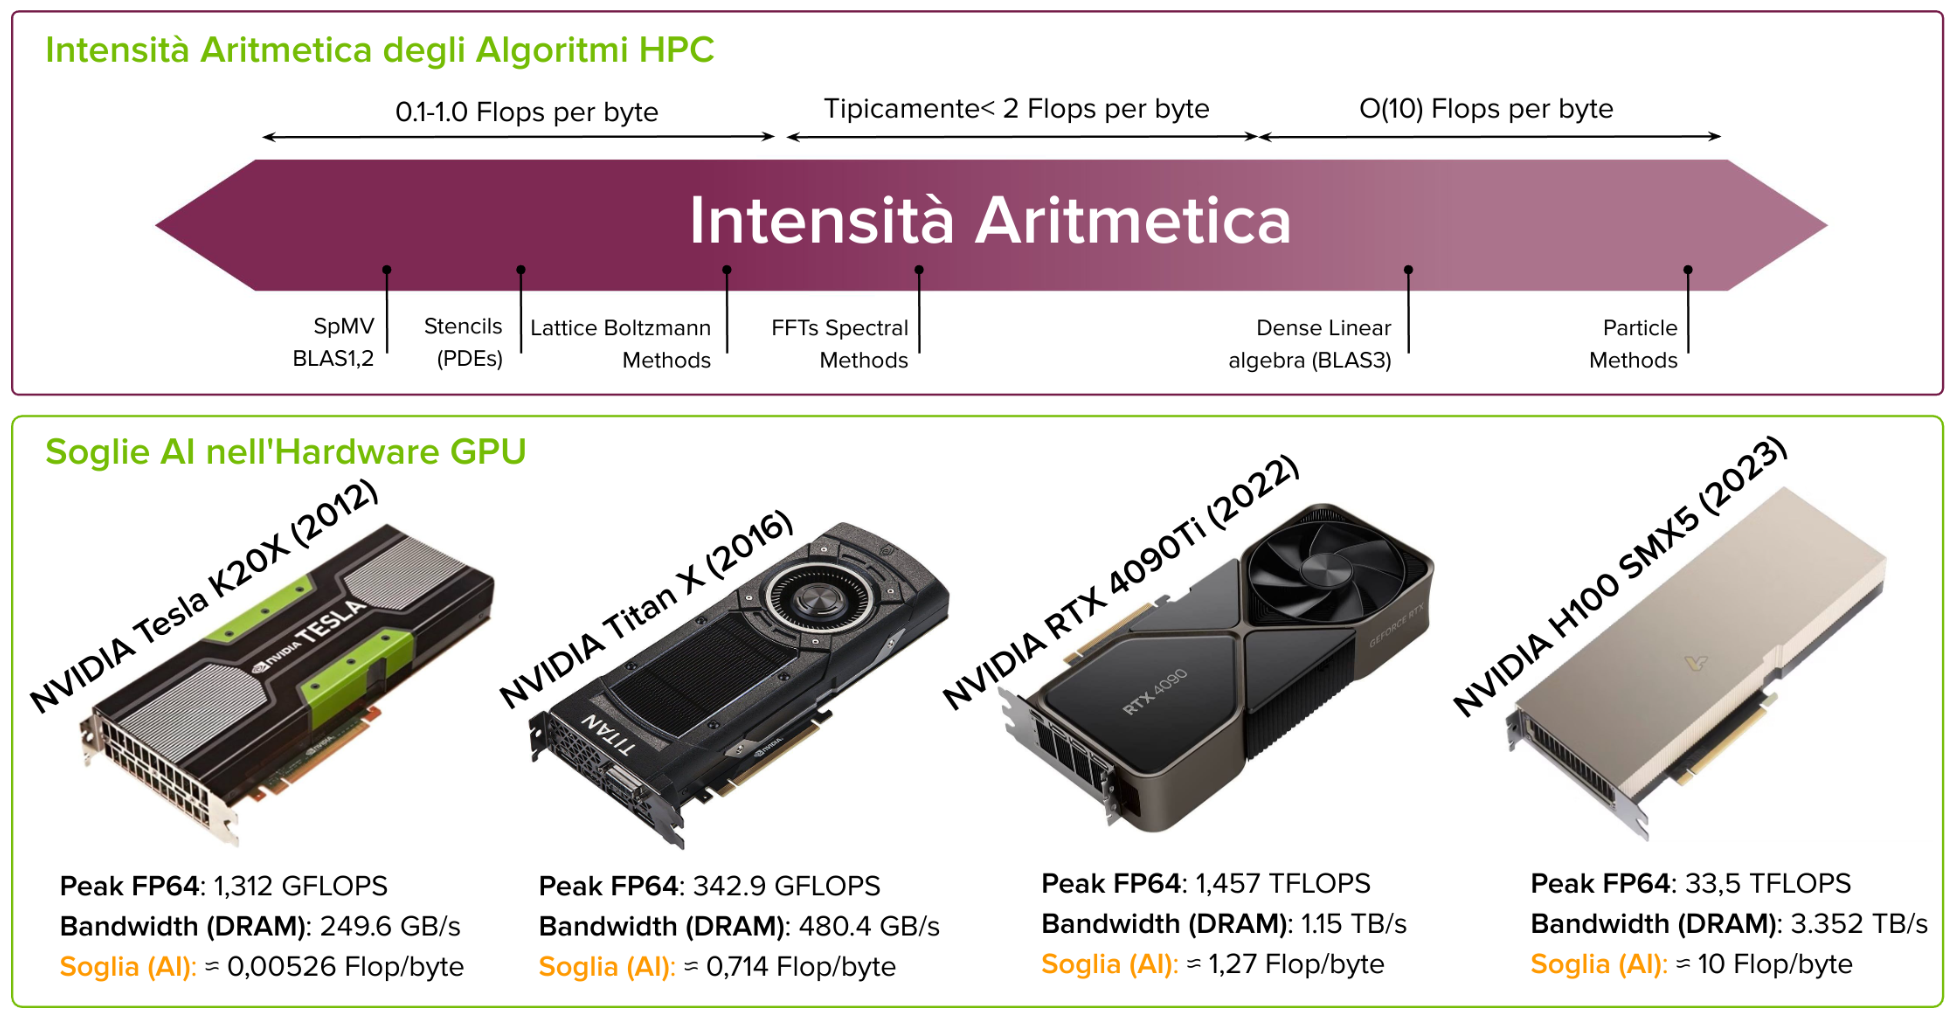 Intensità Aritmetica degli Algoritmi HPC
0.1-1.0 Flops per byte
Tipicamente< 2 Flops per byte
O(10) Flops per byte
Intensità Aritmetica
SpMV
BLAS1,2
Stencils
(PDEs)
Lattice Boltzmann
Methods
FFTs Spectral
Methods
Dense Linear
algebra (BLAS3)
Particle
Methods
Soglie AI nell'Hardware GPU
NVIDIA Tesla K20X (2012)
NVIDIA TESLA
NVIDIA
NVIDIA Titan X (2016)
TITAN
NVIDIA
NVIDIA RTX 4090Ti (2022)
RTX 4090
GEFORCE RTX
NVIDIA H100 SMX5 (2023)
Peak FP64: 1,312 GFLOPS
Bandwidth (DRAM): 249.6 GB/s
Soglia (AI): ≈ 0,00526 Flop/byte
Peak FP64: 342.9 GFLOPS
Bandwidth (DRAM): 480.4 GB/s
Soglia (AI): ≈ 0,714 Flop/byte
Peak FP64: 1,457 TFLOPS
Bandwidth (DRAM): 1.15 TB/s
Soglia (AI): ≈ 1,27 Flop/byte
Peak FP64: 33,5 TFLOPS
Bandwidth (DRAM): 3.352 TB/s
Soglia (AI): ≈ 10 Flop/byte